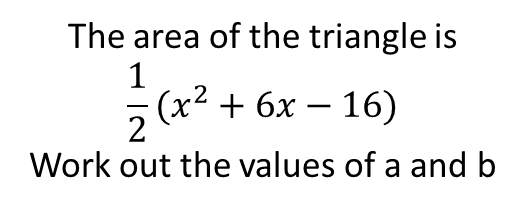 The area of the triangle is
1/2 (x² + 6x − 16)
Work out the values of a and b